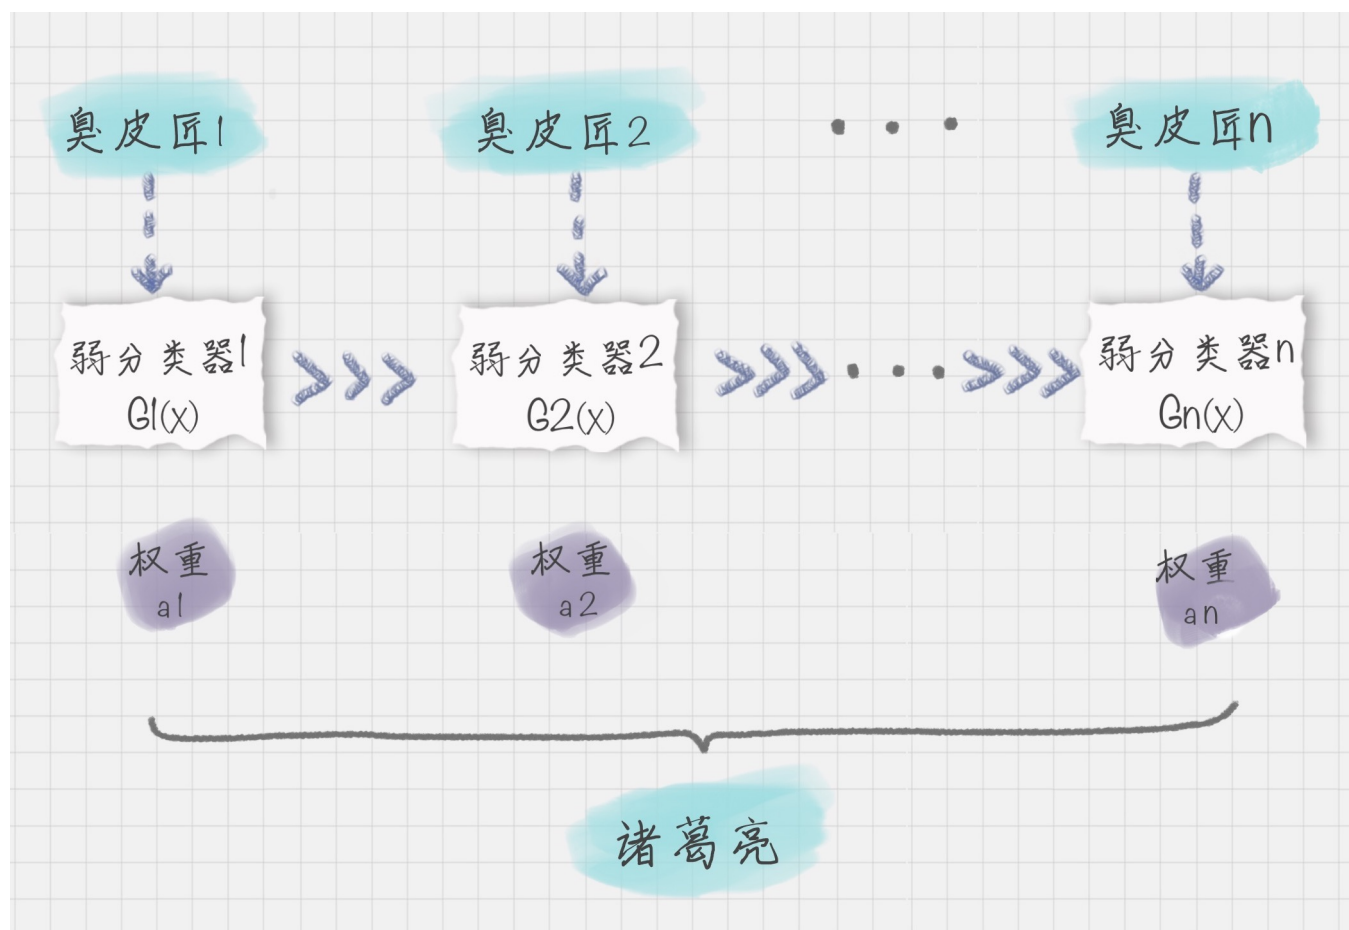 臭皮匠1
臭皮匠2
臭皮匠n
弱分类器1
G1(x)
弱分类器2
G2(x)
弱分类器n
Gn(x)
权重
a1
权重
a2
权重
an
诸葛亮